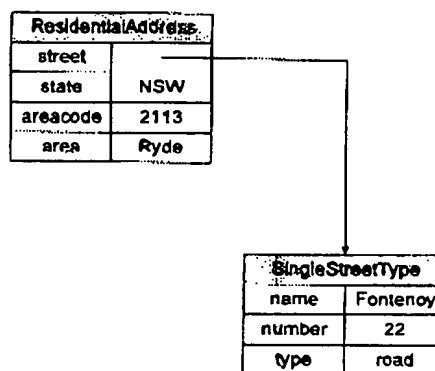 ResidentialAddress
street
state NSW
areacode 2113
area Ryde
SingleStreetType
name Fontenoy
number 22
type road